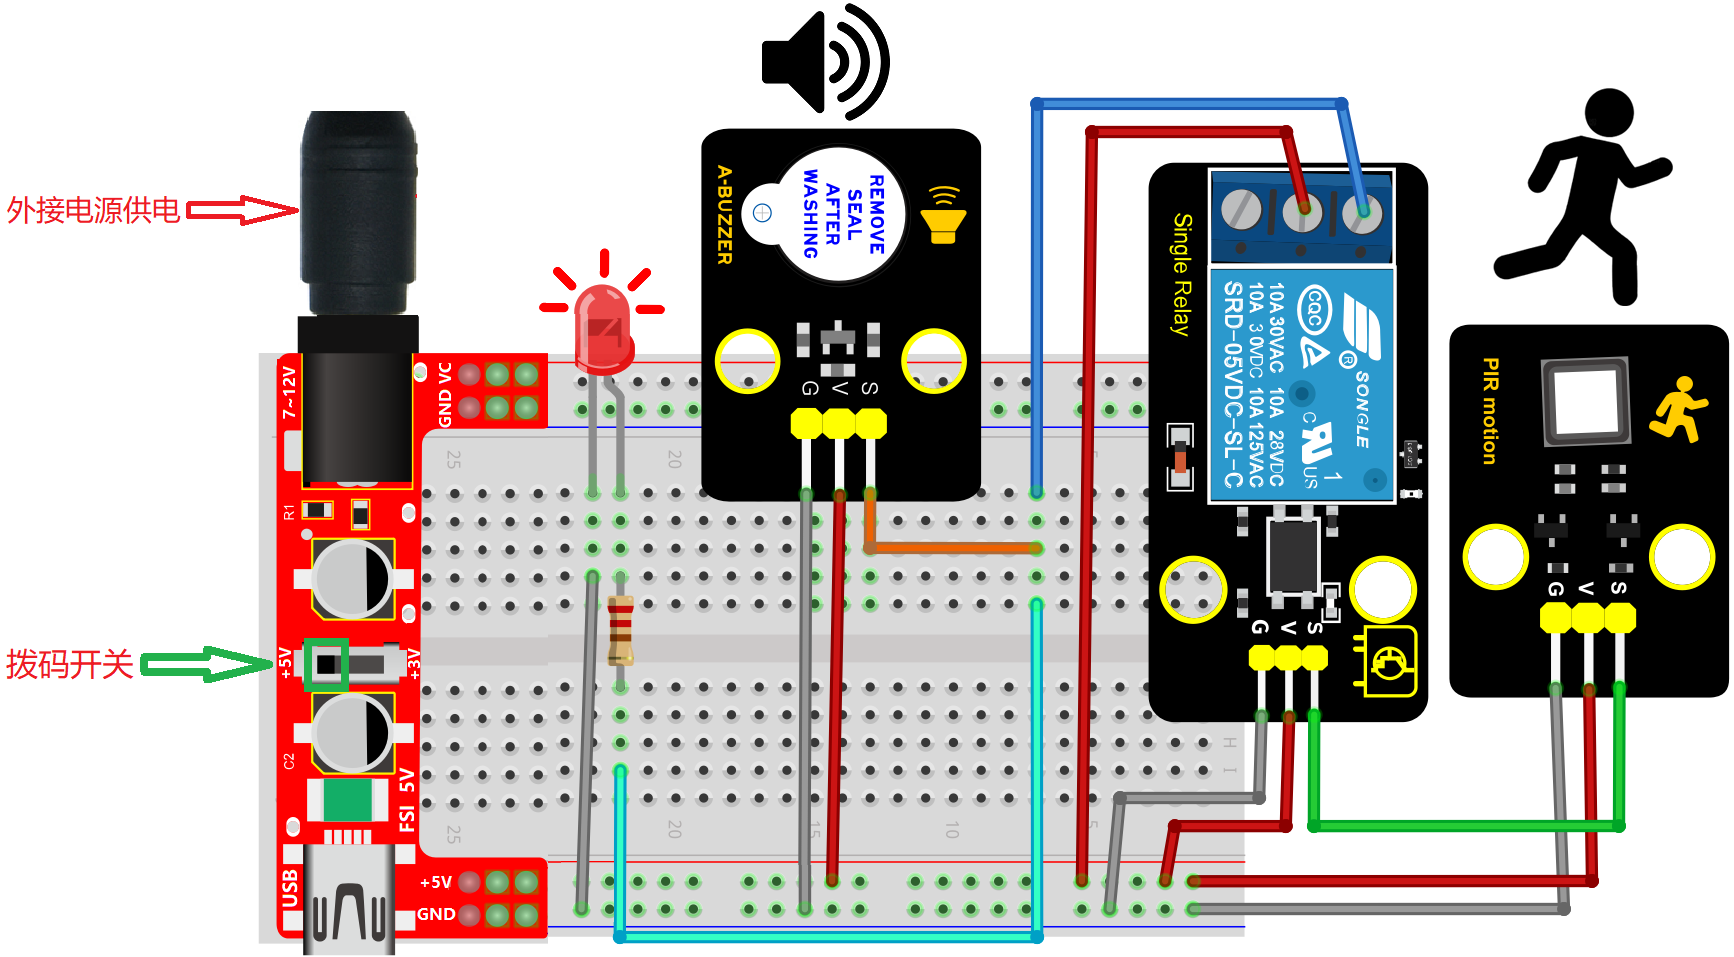 外接电源供电
拨码开关
7~12V
GND VC
R1
+5V
+3V
C2
FSI 5V
USB
+5V
GND
25
20
25
20
15
10
5
H
I
A-BUZZER
REMOVE
SEAL
AFTER
WASHING
G V S
Single Relay
SONGLE
R
CQC
C
US
1
10A 30VAC 10A 28VDC
10A 30VDC 10A 125VAC
SRD-05VDC-SL-C
G V S
PIR motion
G V S